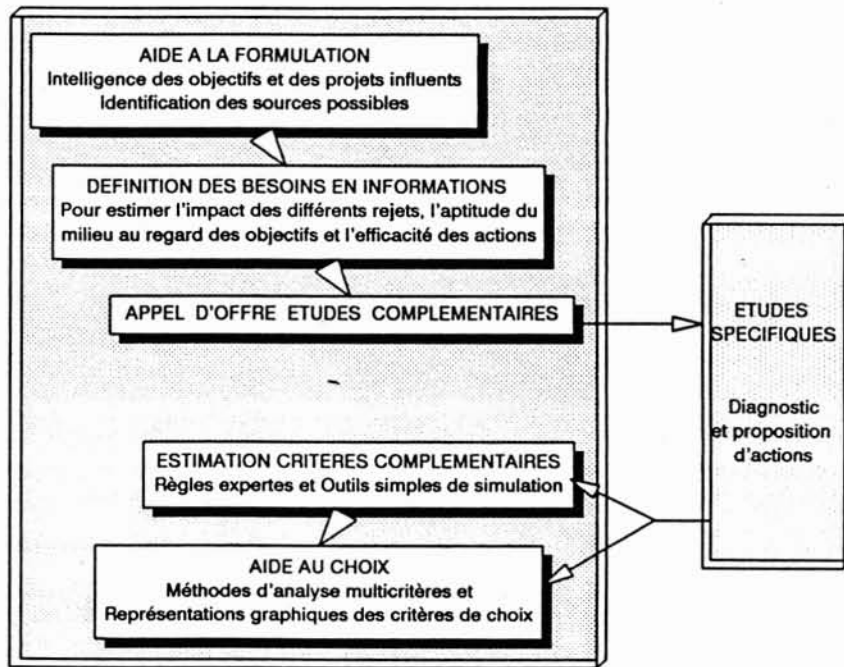 AIDE A LA FORMULATION
Intelligence des objectifs et des projets influents
Identification des sources possibles
DEFINITION DES BESOINS EN INFORMATIONS
Pour estimer l'impact des différents rejets, l'aptitude du
milieu au regard des objectifs et l'efficacité des actions
APPEL D'OFFRE ETUDES COMPLEMENTAIRES
ETUDES
SPECIFIQUES
Diagnostic
et proposition
d'actions
ESTIMATION CRITERES COMPLEMENTAIRES
Règles expertes et Outils simples de simulation
AIDE AU CHOIX
Méthodes d'analyse multicritères et
Représentations graphiques des critères de choix